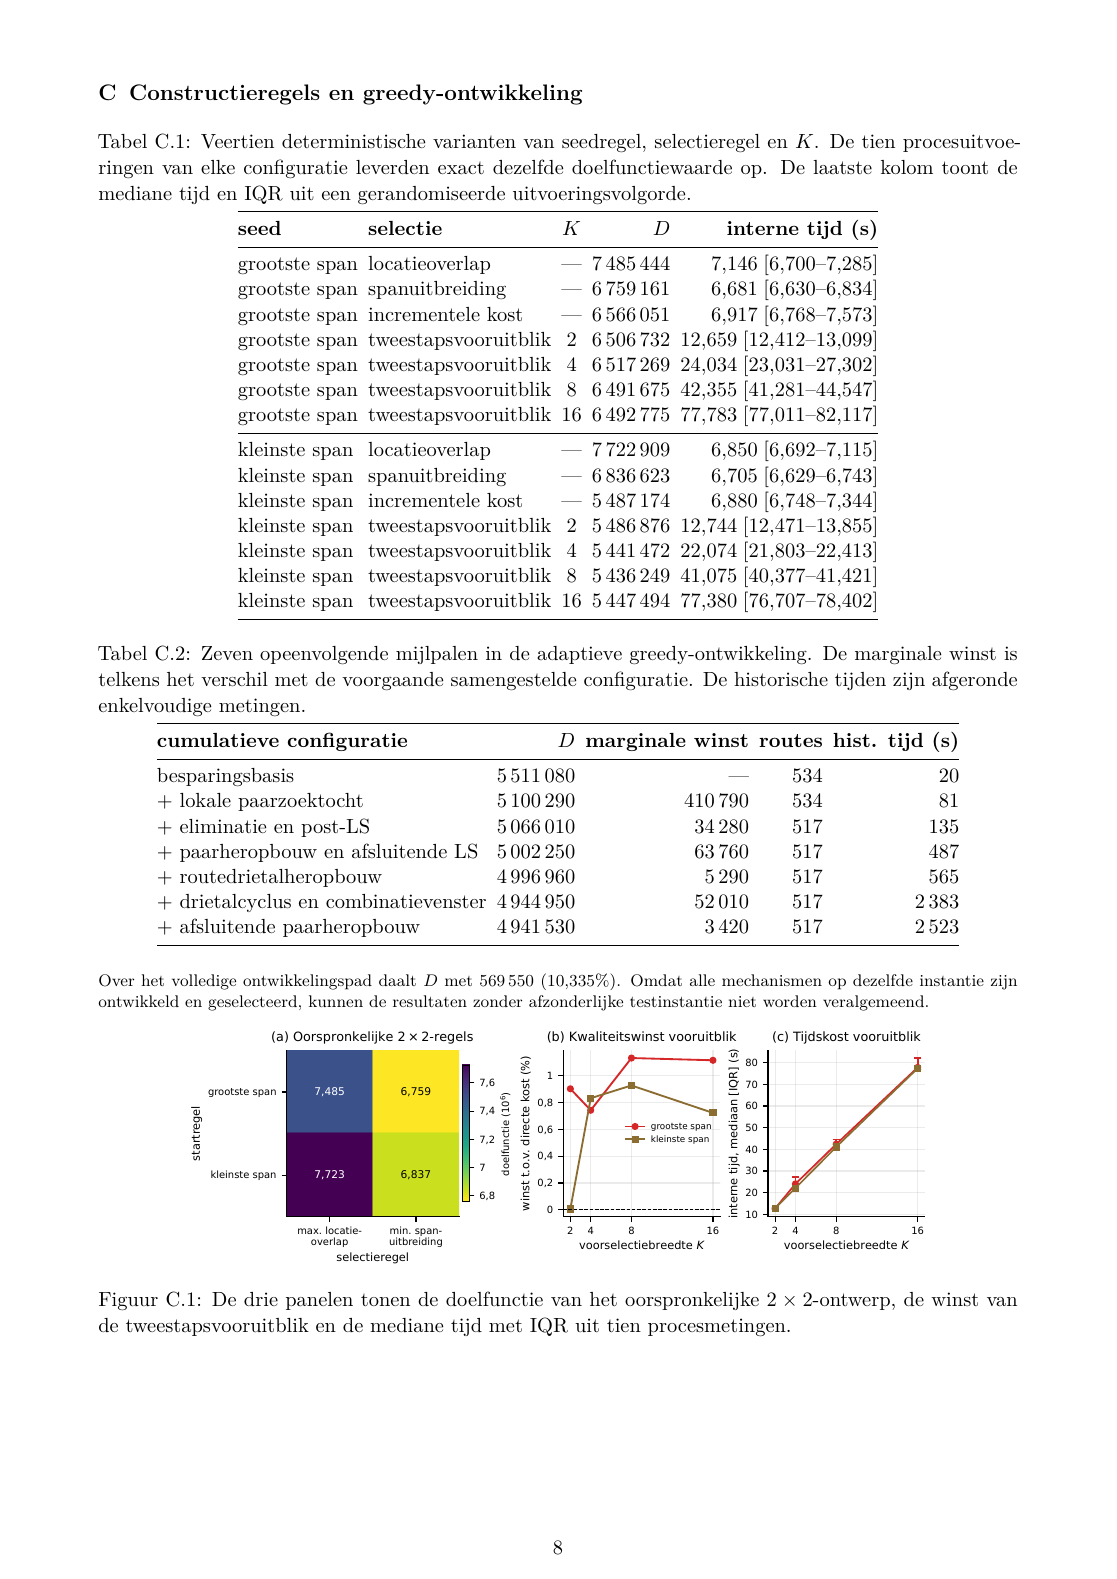 C Constructieregels en greedy-ontwikkeling
Tabel C.1: Veertien deterministische varianten van seedregel, selectieregel en K. De tien procesuitvoe-
ringen van elke configuratie leverden exact dezelfde doelfunctiewaarde op. De laatste kolom toont de
mediane tijd en IQR uit een gerandomiseerde uitvoeringsvolgorde.
seed selectie K D interne tijd (s)
grootste span locatieoverlap — 7 485 444 7,146 [6,700–7,285]
grootste span spanuitbreiding — 6 759 161 6,681 [6,630–6,834]
grootste span incrementele kost — 6 566 051 6,917 [6,768–7,573]
grootste span tweestapsvooruitblik 2 6 506 732 12,659 [12,412–13,099]
grootste span tweestapsvooruitblik 4 6 517 269 24,034 [23,031–27,302]
grootste span tweestapsvooruitblik 8 6 491 675 42,355 [41,281–44,547]
grootste span tweestapsvooruitblik 16 6 492 775 77,783 [77,011–82,117]
kleinste span locatieoverlap — 7 722 909 6,850 [6,692–7,115]
kleinste span spanuitbreiding — 6 836 623 6,705 [6,629–6,743]
kleinste span incrementele kost — 5 487 174 6,880 [6,748–7,344]
kleinste span tweestapsvooruitblik 2 5 486 876 12,744 [12,471–13,855]
kleinste span tweestapsvooruitblik 4 5 441 472 22,074 [21,803–22,413]
kleinste span tweestapsvooruitblik 8 5 436 249 41,075 [40,377–41,421]
kleinste span tweestapsvooruitblik 16 5 447 494 77,380 [76,707–78,402]
Tabel C.2: Zeven opeenvolgende mijlpalen in de adaptieve greedy-ontwikkeling. De marginale winst is
telkens het verschil met de voorgaande samengestelde configuratie. De historische tijden zijn afgeronde
enkelvoudige metingen.
cumulatieve configuratie D marginale winst routes hist. tijd (s)
besparingsbasis 5 511 080 — 534 20
+ lokale paarzoektocht 5 100 290 410 790 534 81
+ eliminatie en post-LS 5 066 010 34 280 517 135
+ paarheropbouw en afsluitende LS 5 002 250 63 760 517 487
+ routedrietalheropbouw 4 996 960 5 290 517 565
+ drietalcyclus en combinatievenster 4 944 950 52 010 517 2 383
+ afsluitende paarheropbouw 4 941 530 3 420 517 2 523
Over het volledige ontwikkelingspad daalt D met 569 550 (10,335%). Omdat alle mechanismen op dezelfde instantie zijn
ontwikkeld en geselecteerd, kunnen de resultaten zonder afzonderlijke testinstantie niet worden veralgemeend.
(a) Oorspronkelijke 2 × 2-regels
startregel
grootste span
kleinste span
7,485 6,759
7,723 6,837
max. locatie-
overlap
min. span-
uitbreiding
selectieregel
7,6
7,4
7,2
7
6,8
doelfunctie (10⁶)
(b) Kwaliteitswinst vooruitblik
winst t.o.v. directe kost (%)
1
0,8
0,6
0,4
0,2
0
grootste span
kleinste span
2 4 8 16
voorselectiebreedte K
(c) Tijdskost vooruitblik
interne tijd, mediaan [IQR] (s)
80
70
60
50
40
30
20
10
2 4 8 16
voorselectiebreedte K
Figuur C.1: De drie panelen tonen de doelfunctie van het oorspronkelijke 2 × 2-ontwerp, de winst van
de tweestapsvooruitblik en de mediane tijd met IQR uit tien procesmetingen.
8